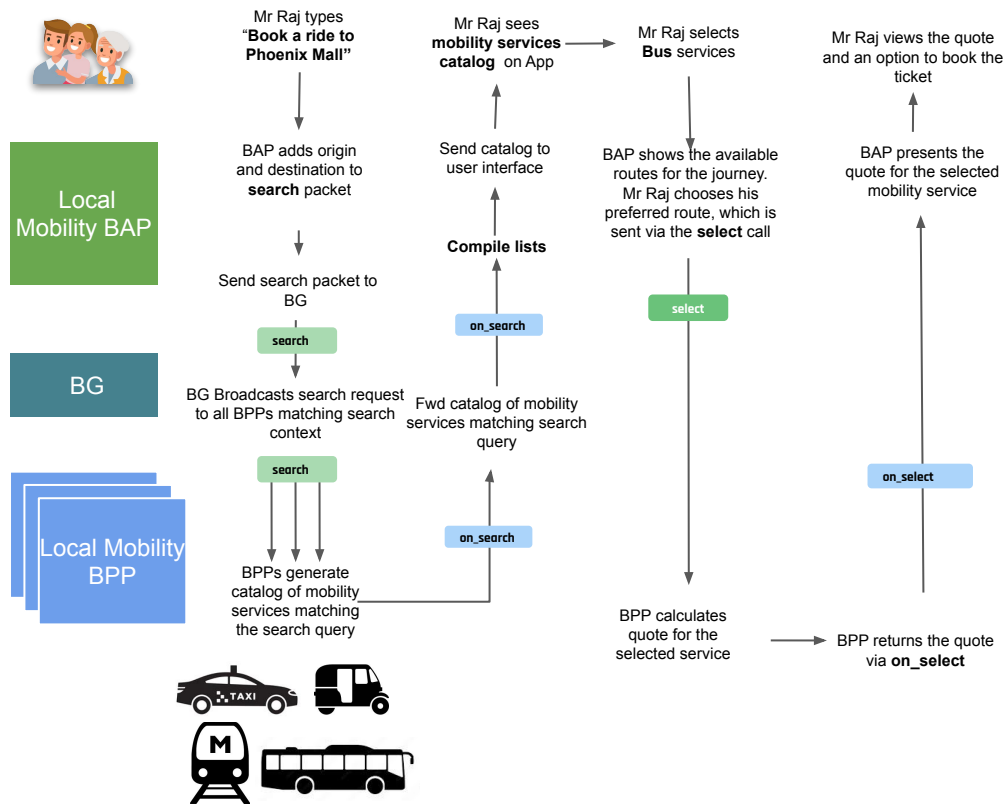 Mr Raj types
“Book a ride to
Phoenix Mall”
BAP adds origin
and destination to
search packet
Send search packet to
BG
search
BG Broadcasts search request
to all BPPs matching search
context
search
BPPs generate
catalog of mobility
services matching
the search query
on_search
Fwd catalog of mobility
services matching search
query
on_search
Compile lists
Send catalog to
user interface
Mr Raj sees
mobility services
catalog on App
Mr Raj selects
Bus services
BAP shows the available
routes for the journey.
Mr Raj chooses his
preferred route, which is
sent via the select call
select
BPP calculates
quote for the
selected service
BPP returns the quote
via on_select
on_select
BAP presents the
quote for the selected
mobility service
Mr Raj views the quote
and an option to book the
ticket
Local
Mobility BAP
BG
Local Mobility
BPP
TAXI
M